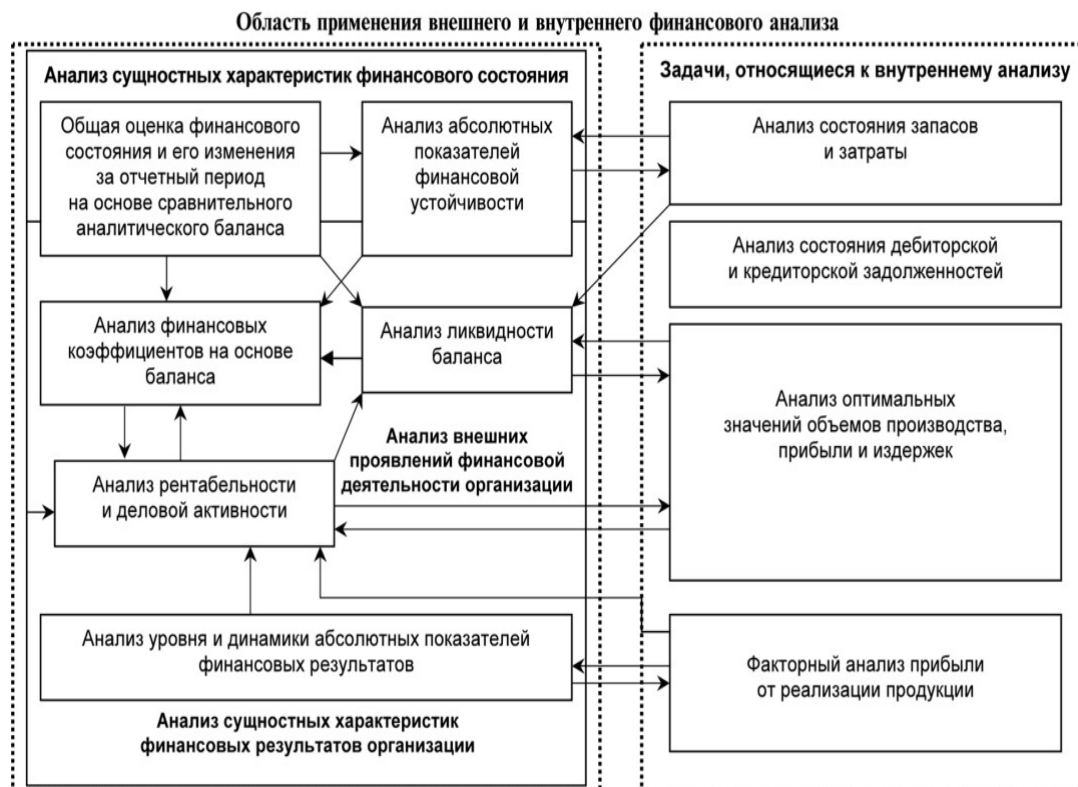 Область применения внешнего и внутреннего финансового анализа
Анализ сущностных характеристик финансового состояния
Общая оценка финансового
состояния и его изменения
за отчетный период
на основе сравнительного
аналитического баланса
Анализ абсолютных
показателей
финансовой
устойчивости
Анализ финансовых
коэффициентов на основе
баланса
Анализ ликвидности
баланса
Анализ внешних
проявлений финансовой
деятельности организации
Анализ рентабельности
и деловой активности
Анализ уровня и динамики абсолютных показателей
финансовых результатов
Анализ сущностных характеристик
финансовых результатов организации
Задачи, относящиеся к внутреннему анализу
Анализ состояния запасов
и затраты
Анализ состояния дебиторской
и кредиторской задолженностей
Анализ оптимальных
значений объемов производства,
прибыли и издержек
Факторный анализ прибыли
от реализации продукции